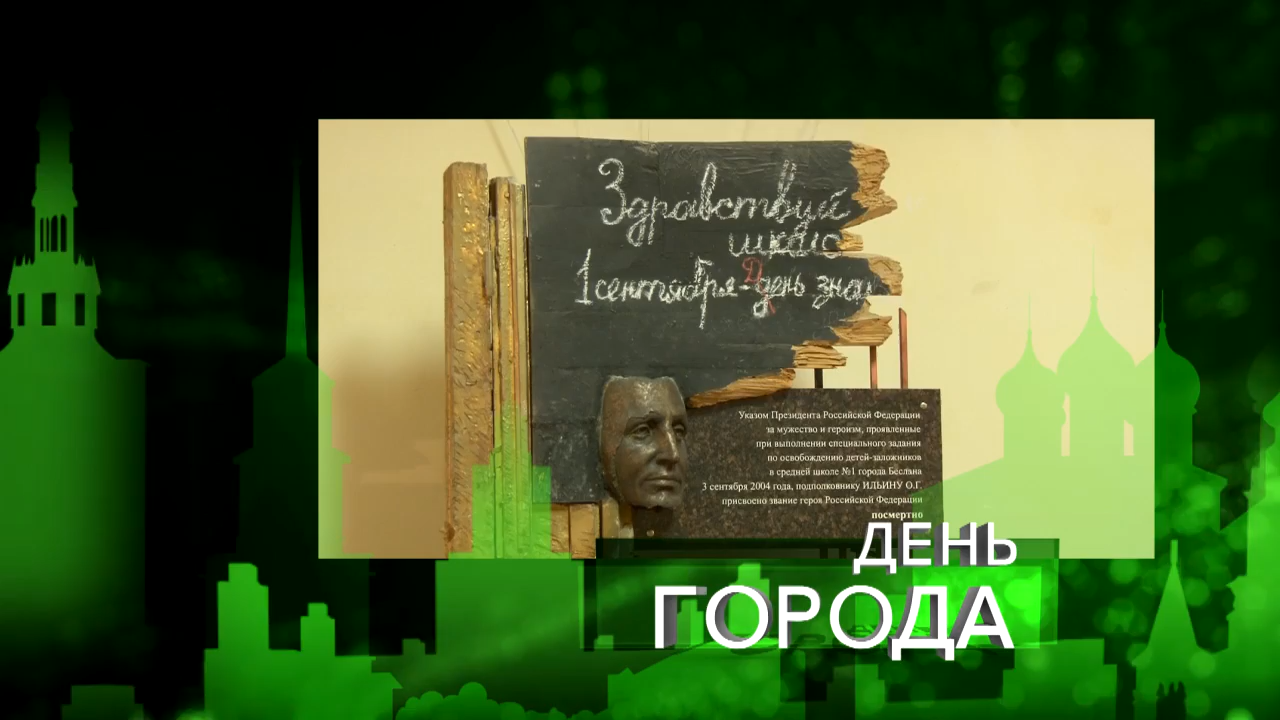 Здравствуй
школа
1 сентября - день зна
Указом Президента Российской Федерации
за мужество и героизм, проявленные
при выполнении специального задания
по освобождению детей-заложников
в средней школе №1 города Беслана
3 сентября 2004 года, подполковнику ИЛЬИНУ О.Г.
присвоено звание героя Российской Федерации
посмертно
ДЕНЬ
ГОРОДА